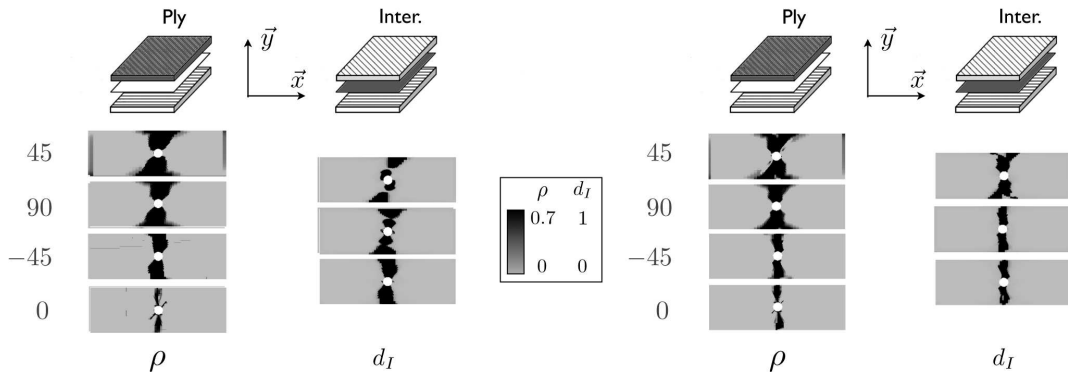 Ply Inter. Ply Inter.
y⃗ y⃗
x⃗ x⃗
45 45
ρ d_I
90 0.7 1 90
−45 0 0 −45
0 0
ρ d_I ρ d_I